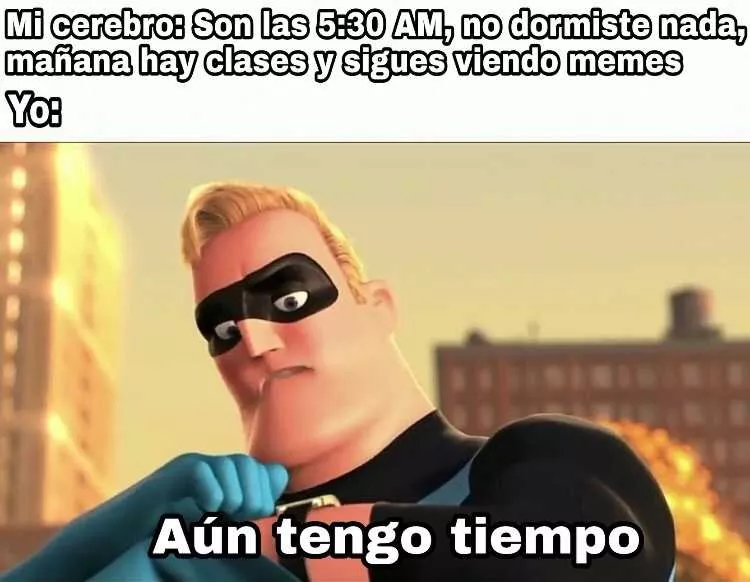 Mi cerebro: Son las 5:30 AM, no dormiste nada,
mañana hay clases y sigues viendo memes
Yo:
Aún tengo tiempo